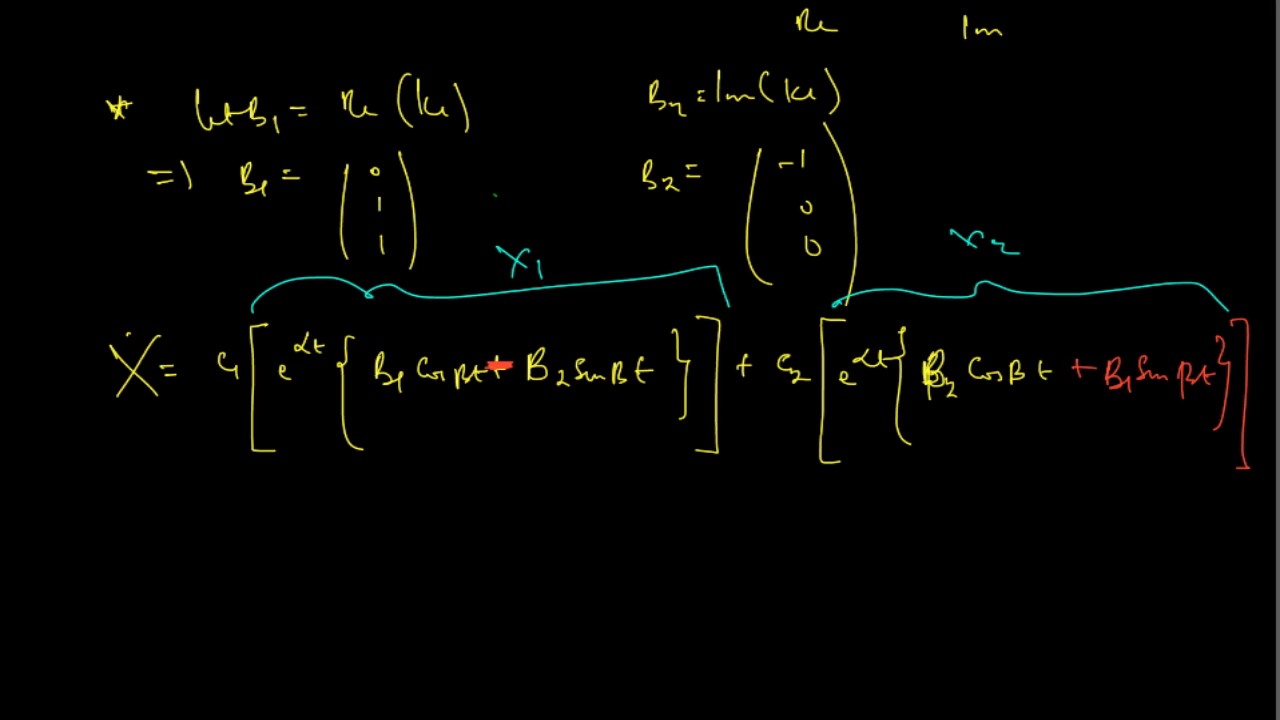 Re Im
* let B₁ = Re (K₁) B₂ = Im(K₁)
=> B₁ = (0 1 1) B₂ = (-1 0 0)
X₁ X₂
X = C₁ [ e^αt { B₁ Cos βt - B₂ Sin βt } ] + C₂ [ e^αt { B₂ Cos β t + B₁ Sin βt } ]